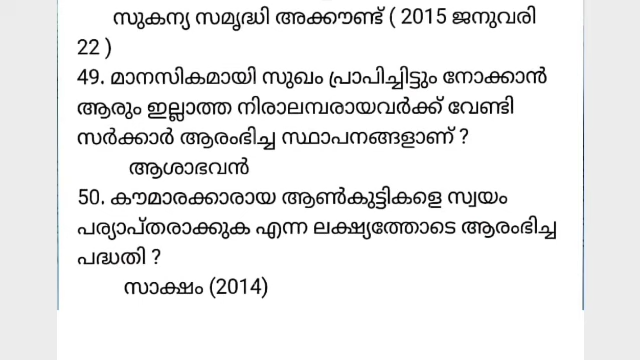 സുകന്യ സമൃദ്ധി അക്കൗണ്ട് ( 2015 ജനുവരി
22 )
49. മാനസികമായി സുഖം പ്രാപിച്ചിട്ടും നോക്കാൻ
ആരും ഇല്ലാത്ത നിരാലമ്പരായവർക്ക് വേണ്ടി
സർക്കാർ ആരംഭിച്ച സ്ഥാപനങ്ങളാണ് ?
ആശാഭവൻ
50. കൗമാരക്കാരായ ആൺകുട്ടികളെ സ്വയം
പര്യാപ്തരാക്കുക എന്ന ലക്ഷ്യത്തോടെ ആരംഭിച്ച
പദ്ധതി ?
സാക്ഷം (2014)